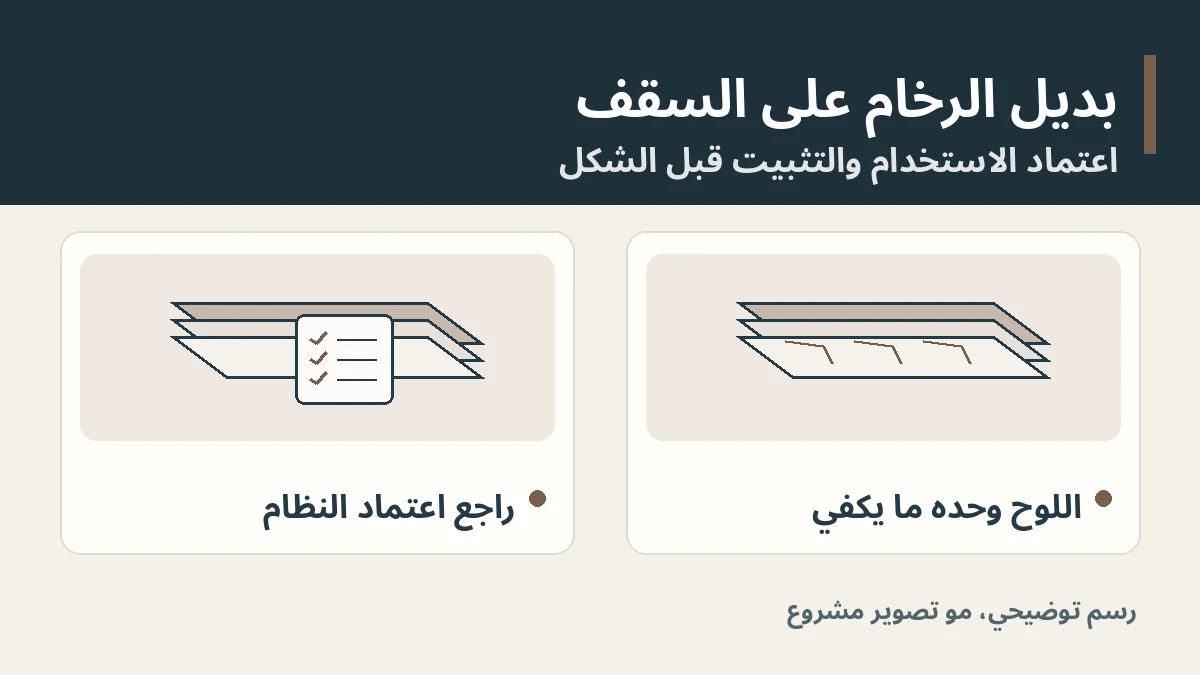 بديل الرخام على السقف
اعتماد الاستخدام والتثبيت قبل الشكل
اللوح وحده ما يكفي
راجع اعتماد النظام
رسم توضيحي، مو تصوير مشروع